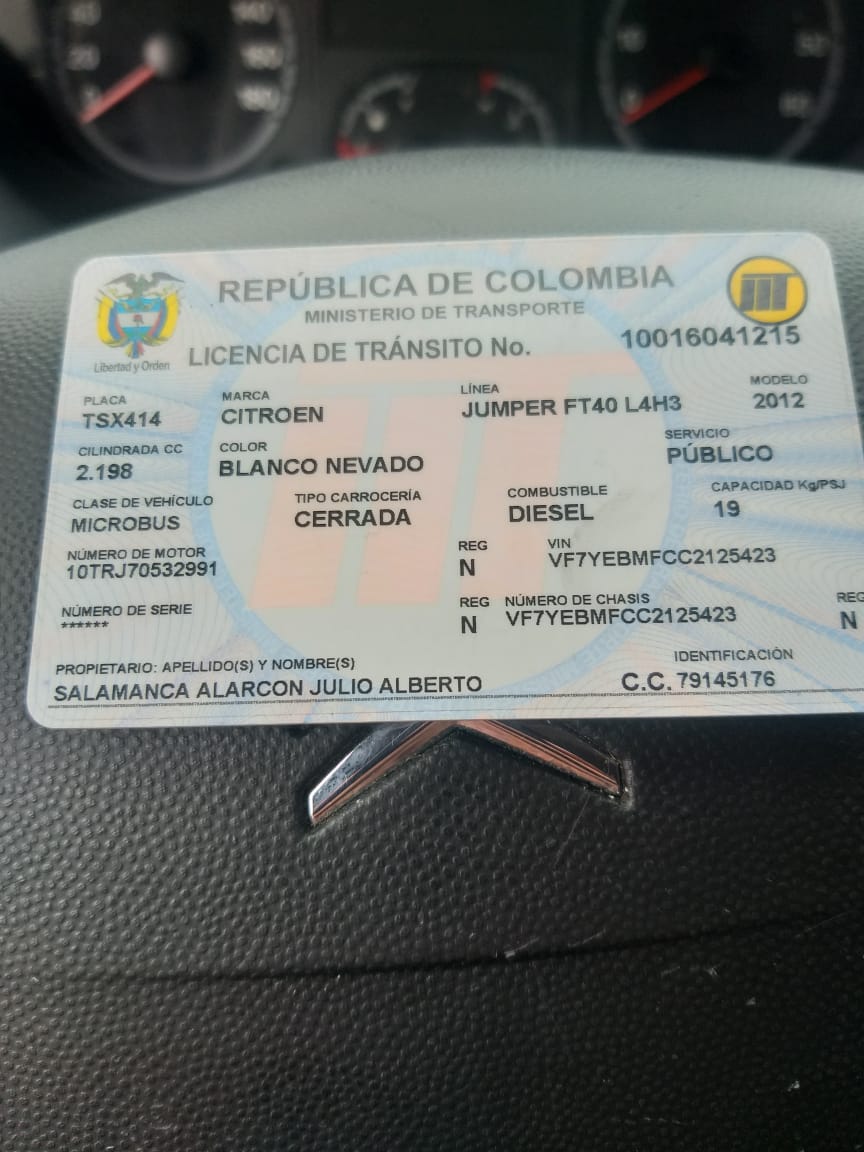 REPÚBLICA DE COLOMBIA
MINISTERIO DE TRANSPORTE
Libertad y Orden
LICENCIA DE TRÁNSITO No. 10016041215
PLACA MARCA LÍNEA MODELO
TSX414 CITROEN JUMPER FT40 L4H3 2012
CILINDRADA CC COLOR SERVICIO
2.198 BLANCO NEVADO PÚBLICO
CLASE DE VEHÍCULO TIPO CARROCERÍA COMBUSTIBLE CAPACIDAD Kg/PSJ
MICROBUS CERRADA DIESEL 19
NÚMERO DE MOTOR REG VIN
10TRJ70532991 N VF7YEBMFCC2125423
NÚMERO DE SERIE REG NÚMERO DE CHASIS REG
****** N VF7YEBMFCC2125423 N
PROPIETARIO: APELLIDO(S) Y NOMBRE(S) IDENTIFICACIÓN
SALAMANCA ALARCON JULIO ALBERTO C.C. 79145176